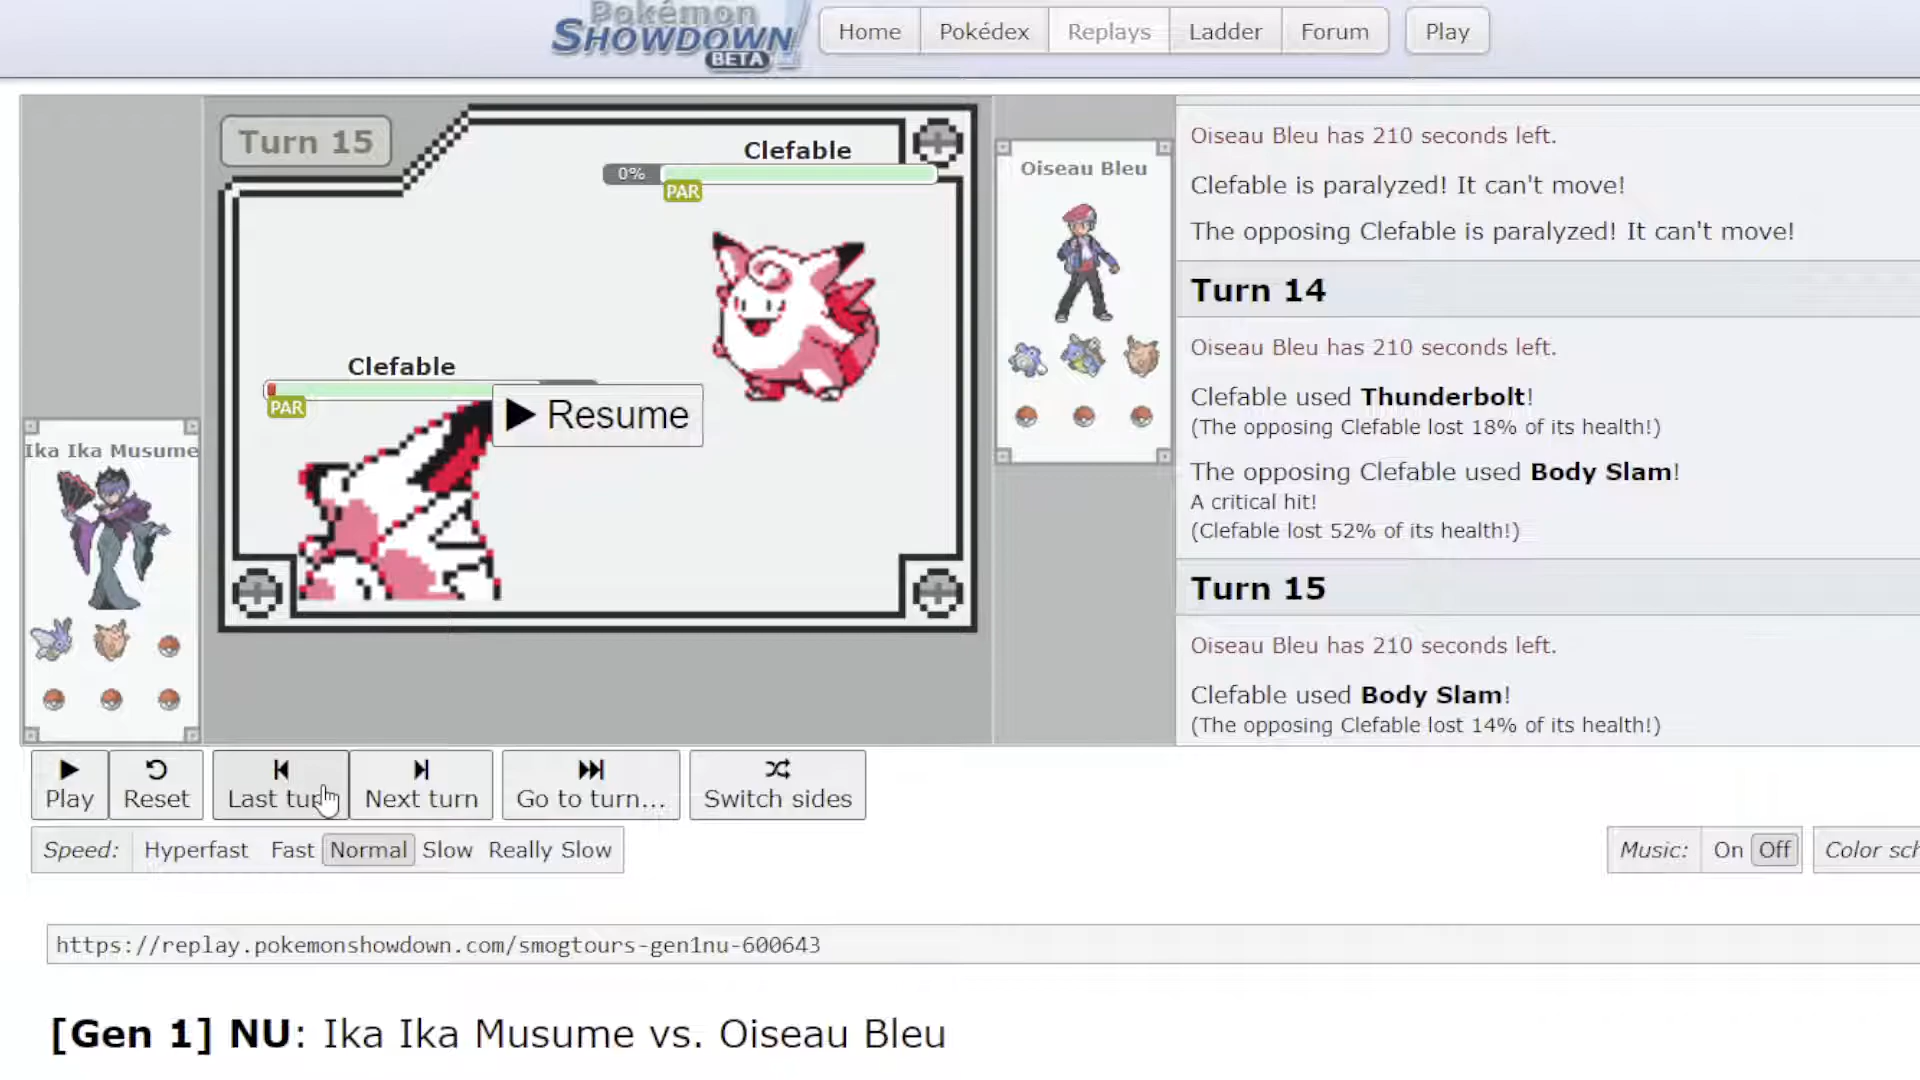 Pokémon
SHOWDOWN
BETA
Home
Pokédex
Replays
Ladder
Forum
Play
Turn 15
Clefable
0%
PAR
Clefable
PAR
Resume
Ika Ika Musume
Oiseau Bleu
Oiseau Bleu has 210 seconds left.
Clefable is paralyzed! It can't move!
The opposing Clefable is paralyzed! It can't move!
Turn 14
Oiseau Bleu has 210 seconds left.
Clefable used Thunderbolt!
(The opposing Clefable lost 18% of its health!)
The opposing Clefable used Body Slam!
A critical hit!
(Clefable lost 52% of its health!)
Turn 15
Oiseau Bleu has 210 seconds left.
Clefable used Body Slam!
(The opposing Clefable lost 14% of its health!)
Play
Reset
Last turn
Next turn
Go to turn...
Switch sides
Speed: Hyperfast Fast Normal Slow Really Slow
Music: On Off
Color sch
https://replay.pokemonshowdown.com/smogtours-gen1nu-600643
[Gen 1] NU: Ika Ika Musume vs. Oiseau Bleu